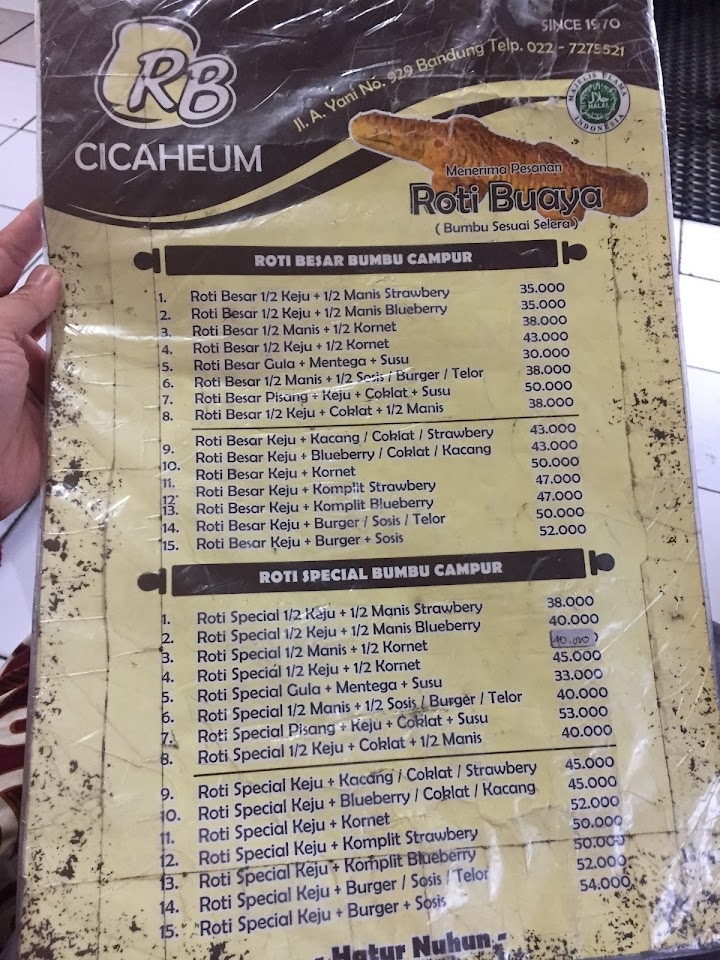 SINCE 1970
RB
CICAHEUM
Jl. A. Yani No. 929 Bandung Telp. 022 - 7275521
MAJELIS ULAMA
HALAL
INDONESIA
Menerima Pesanan
Roti Buaya
( Bumbu Sesuai Selera )
ROTI BESAR BUMBU CAMPUR
1. Roti Besar 1/2 Keju + 1/2 Manis Strawbery 35.000
2. Roti Besar 1/2 Keju + 1/2 Manis Blueberry 35.000
3. Roti Besar 1/2 Manis + 1/2 Kornet 38.000
4. Roti Besar 1/2 Keju + 1/2 Kornet 43.000
5. Roti Besar Gula + Mentega + Susu 30.000
6. Roti Besar 1/2 Manis + 1/2 Sosis / Burger / Telor 38.000
7. Roti Besar Pisang + Keju + Coklat + Susu 50.000
8. Roti Besar 1/2 Keju + Coklat + 1/2 Manis 38.000
9. Roti Besar Keju + Kacang / Coklat / Strawbery 43.000
10. Roti Besar Keju + Blueberry / Coklat / Kacang 43.000
11. Roti Besar Keju + Kornet 50.000
12. Roti Besar Keju + Komplit Strawbery 47.000
13. Roti Besar Keju + Komplit Blueberry 47.000
14. Roti Besar Keju + Burger / Sosis / Telor 50.000
15. Roti Besar Keju + Burger + Sosis 52.000
ROTI SPECIAL BUMBU CAMPUR
1. Roti Special 1/2 Keju + 1/2 Manis Strawbery 38.000
2. Roti Special 1/2 Keju + 1/2 Manis Blueberry 40.000
3. Roti Special 1/2 Manis + 1/2 Kornet 40.000
4. Roti Special 1/2 Keju + 1/2 Kornet 45.000
5. Roti Special Gula + Mentega + Susu 33.000
6. Roti Special 1/2 Manis + 1/2 Sosis / Burger / Telor 40.000
7. Roti Special Pisang + Keju + Coklat + Susu 53.000
8. Roti Special 1/2 Keju + Coklat + 1/2 Manis 40.000
9. Roti Special Keju + Kacang / Coklat / Strawbery 45.000
10. Roti Special Keju + Blueberry / Coklat / Kacang 45.000
11. Roti Special Keju + Kornet 52.000
12. Roti Special Keju + Komplit Strawbery 50.000
13. Roti Special Keju + Komplit Blueberry 50.000
14. Roti Special Keju + Burger / Sosis / Telor 52.000
15. Roti Special Keju + Burger + Sosis 54.000
- Hatur Nuhun -